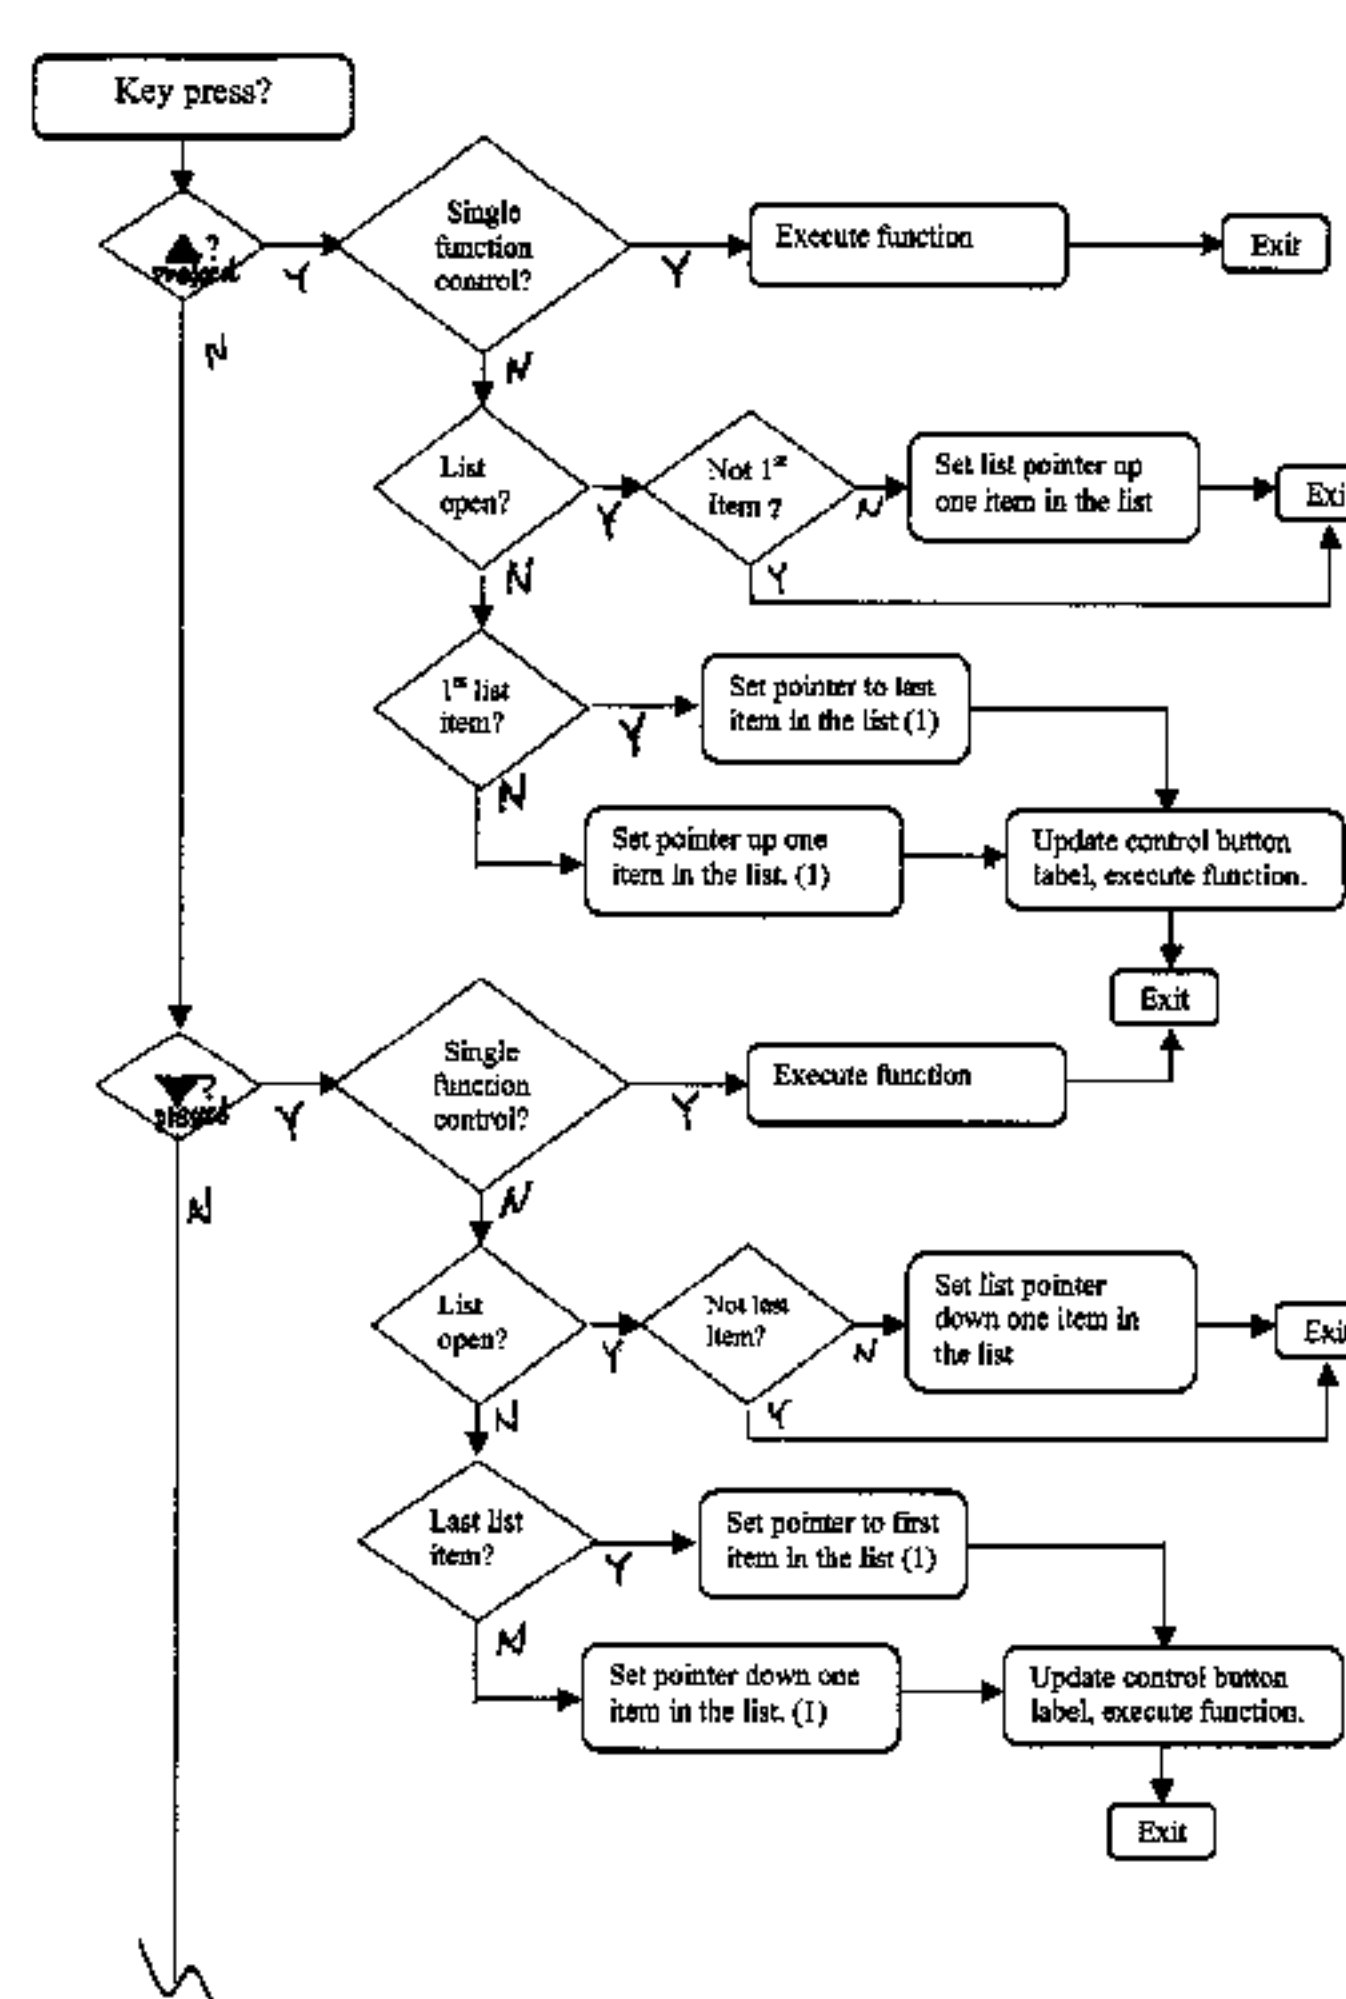 Key press?
?
Y
N
Single
function
control?
Y
Execute function
Exit
N
List
open?
Y
Not 1st
item ?
N
Set list pointer up
one item in the list
Exi
Y
N
1st list
item?
Y
Set pointer to last
item in the list (1)
N
Set pointer up one
item in the list. (1)
Update control button
label, execute function.
Exit
?
Y
N
Single
function
control?
Y
Execute function
N
List
open?
Y
Not last
item?
N
Set list pointer
down one item in
the list
Exit
Y
N
Last list
item?
Y
Set pointer to first
item in the list (1)
N
Set pointer down one
item in the list. (1)
Update control button
label, execute function.
Exit